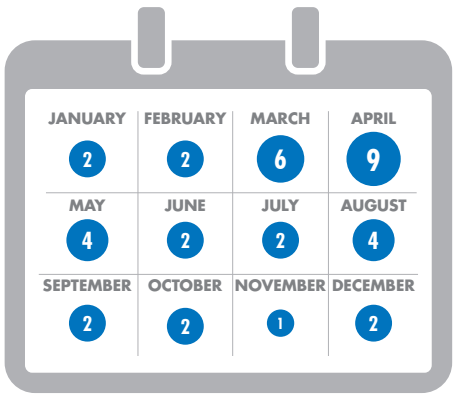 JANUARY FEBRUARY MARCH APRIL
2 2 6 9
MAY JUNE JULY AUGUST
4 2 2 4
SEPTEMBER OCTOBER NOVEMBER DECEMBER
2 2 1 2